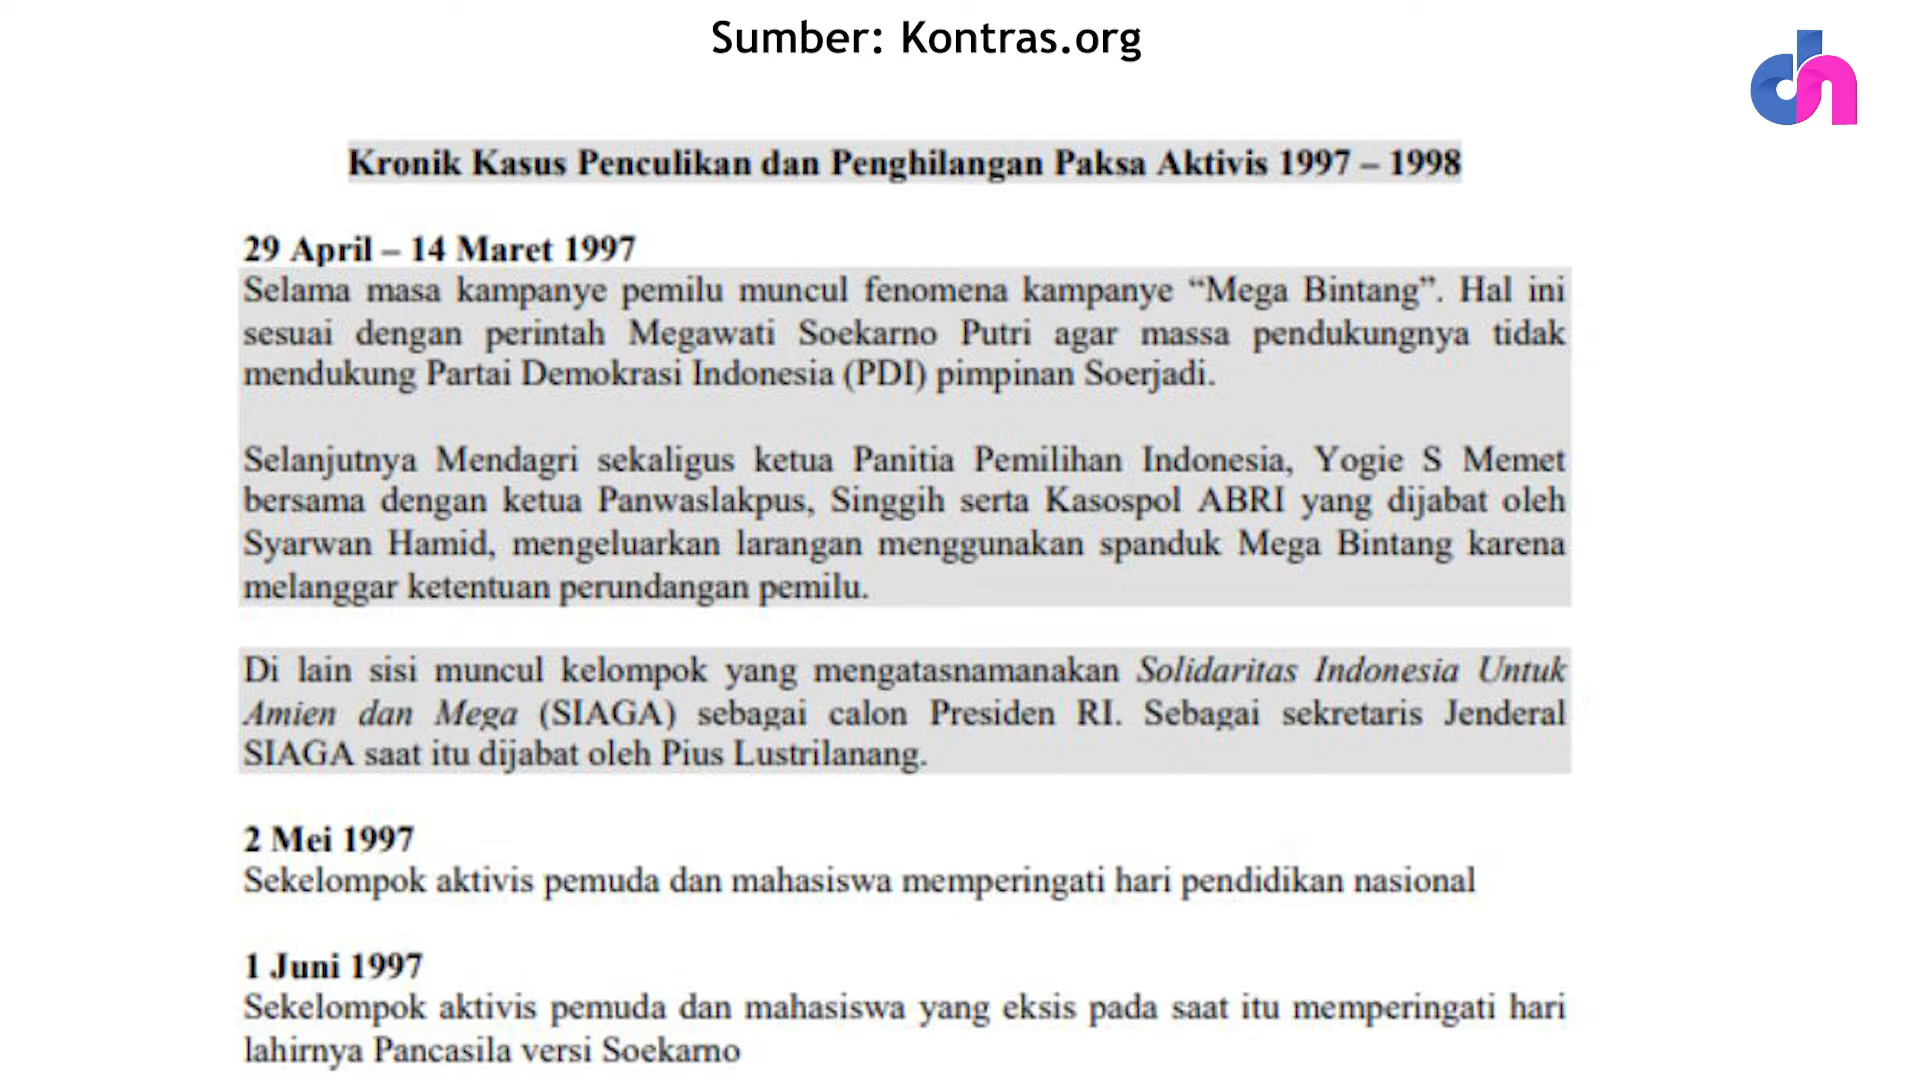 Sumber: Kontras.org
dh
Kronik Kasus Penculikan dan Penghilangan Paksa Aktivis 1997 – 1998
29 April – 14 Maret 1997
Selama masa kampanye pemilu muncul fenomena kampanye “Mega Bintang”. Hal ini
sesuai dengan perintah Megawati Soekarno Putri agar massa pendukungnya tidak
mendukung Partai Demokrasi Indonesia (PDI) pimpinan Soerjadi.
Selanjutnya Mendagri sekaligus ketua Panitia Pemilihan Indonesia, Yogie S Memet
bersama dengan ketua Panwaslakpus, Singgih serta Kasospol ABRI yang dijabat oleh
Syarwan Hamid, mengeluarkan larangan menggunakan spanduk Mega Bintang karena
melanggar ketentuan perundangan pemilu.
Di lain sisi muncul kelompok yang mengatasnamanakan Solidaritas Indonesia Untuk
Amien dan Mega (SIAGA) sebagai calon Presiden RI. Sebagai sekretaris Jenderal
SIAGA saat itu dijabat oleh Pius Lustrilanang.
2 Mei 1997
Sekelompok aktivis pemuda dan mahasiswa memperingati hari pendidikan nasional
1 Juni 1997
Sekelompok aktivis pemuda dan mahasiswa yang eksis pada saat itu memperingati hari
lahirnya Pancasila versi Soekarno